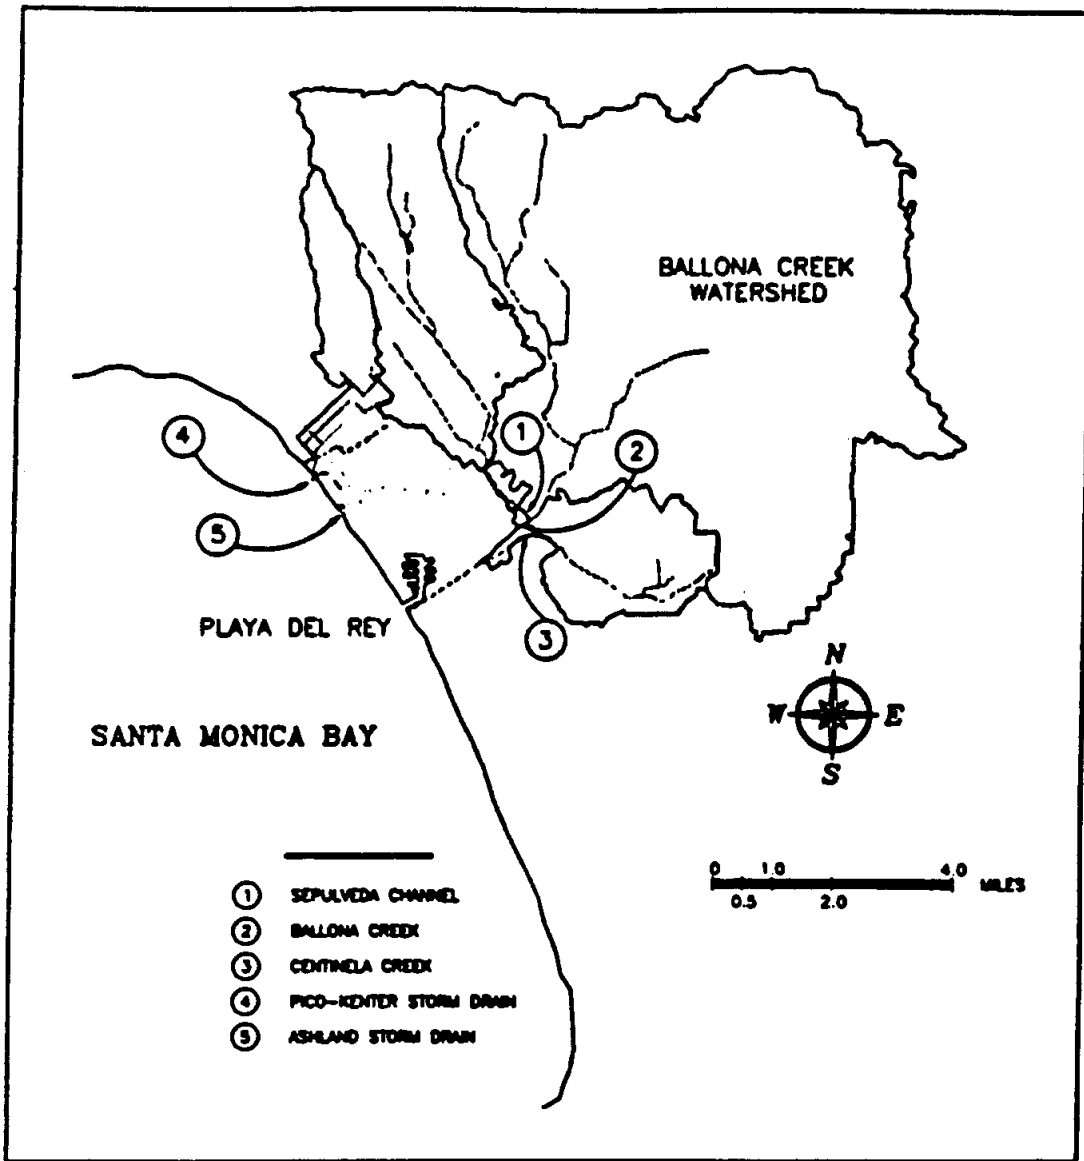 BALLONA CREEK
WATERSHED
1
2
4
5
3
PLAYA DEL REY
N
W E
S
SANTA MONICA BAY
0 1.0 4.0
MILES
0.5 2.0
1 SEPULVEDA CHANNEL
2 BALLONA CREEK
3 CENTINELA CREEK
4 PICO-KENTER STORM DRAIN
5 ASHLAND STORM DRAIN